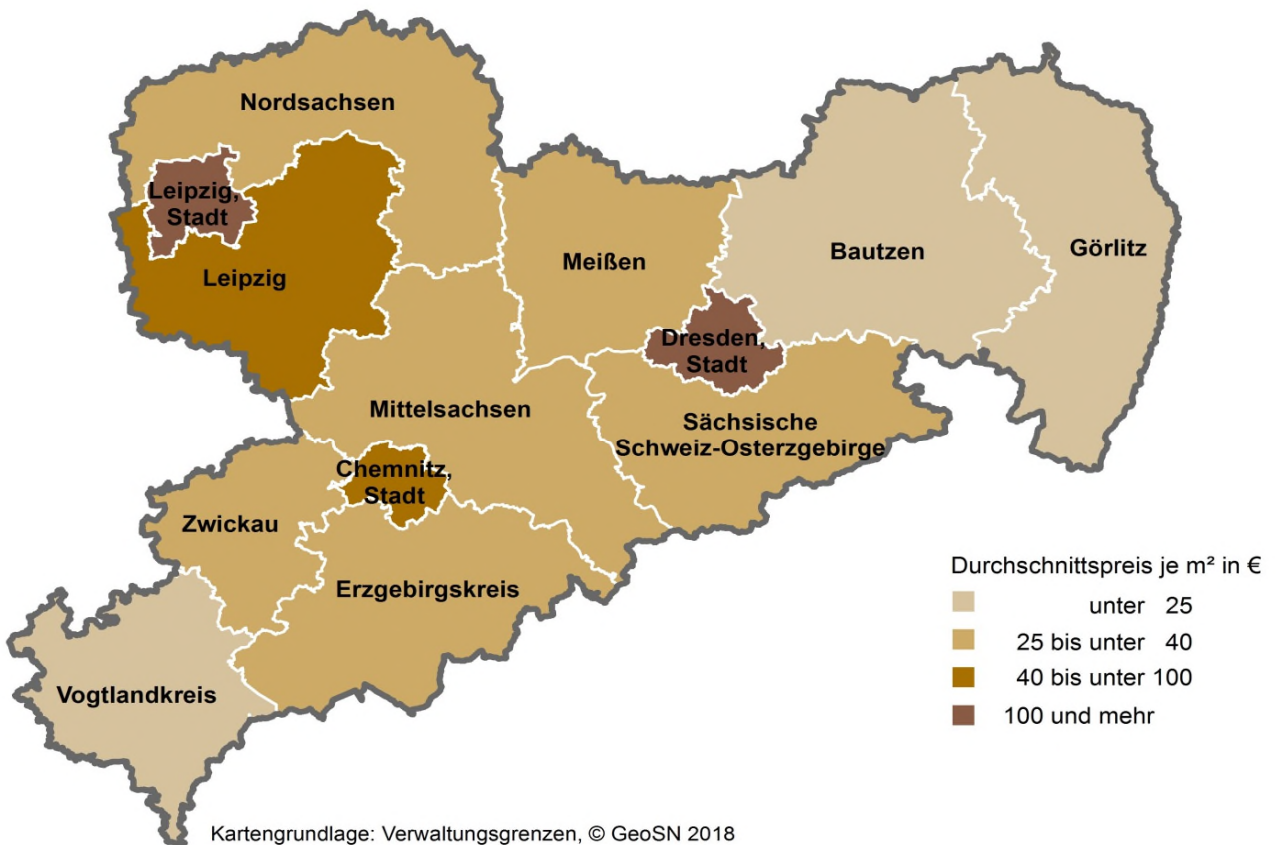 Nordsachsen
Leipzig,
Stadt
Leipzig
Meißen
Bautzen
Görlitz
Dresden,
Stadt
Mittelsachsen
Sächsische
Schweiz-Osterzgebirge
Chemnitz,
Stadt
Zwickau
Erzgebirgskreis
Vogtlandkreis
Durchschnittspreis je m² in €
unter 25
25 bis unter 40
40 bis unter 100
100 und mehr
Kartengrundlage: Verwaltungsgrenzen, © GeoSN 2018